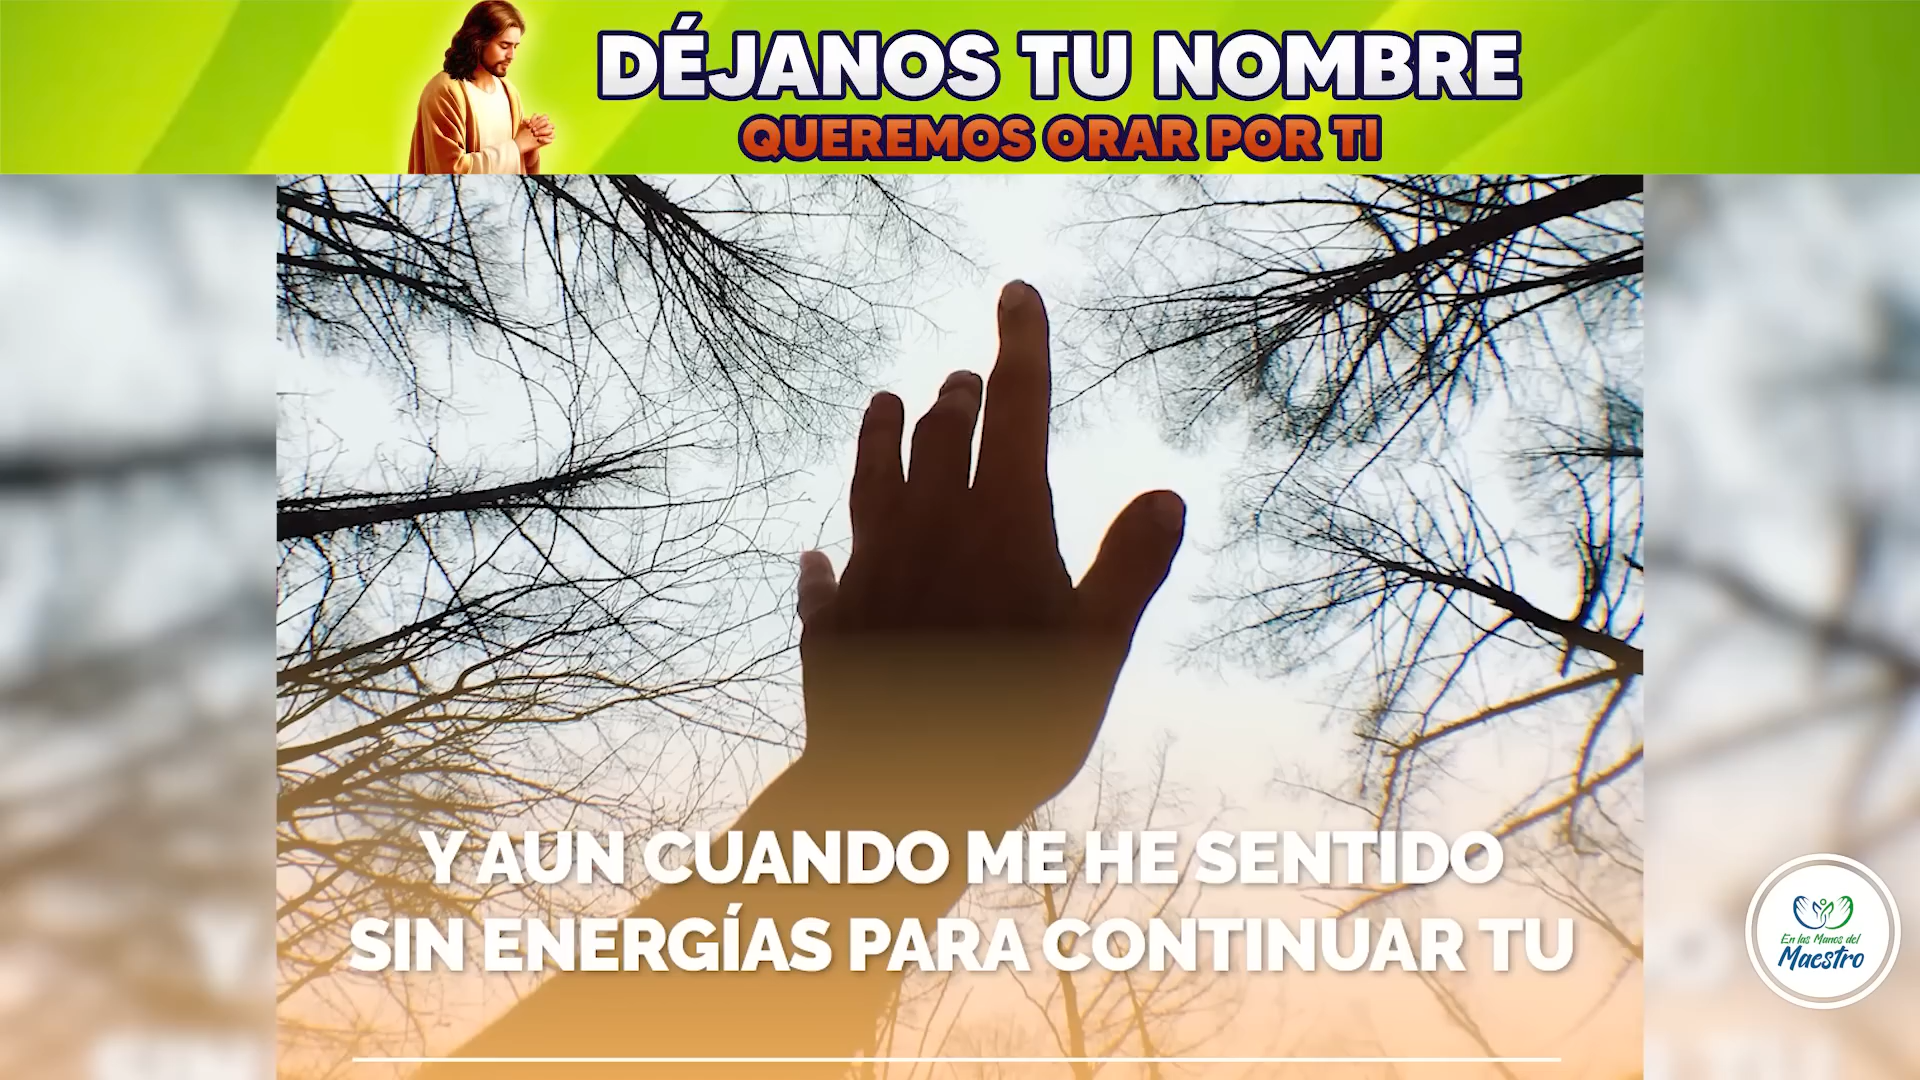 DÉJANOS TU NOMBRE
QUEREMOS ORAR POR TI
Y AUN CUANDO ME HE SENTIDO
SIN ENERGÍAS PARA CONTINUAR TU
En las Manos del
Maestro